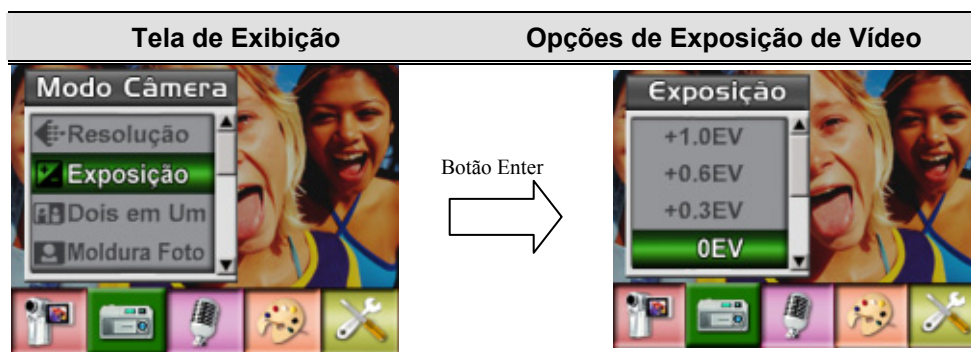 Tela de Exibição
Opções de Exposição de Vídeo
Modo Câmera
Resolução
Exposição
Dois em Um
Moldura Foto
Botão Enter
Exposição
+1.0EV
+0.6EV
+0.3EV
0EV